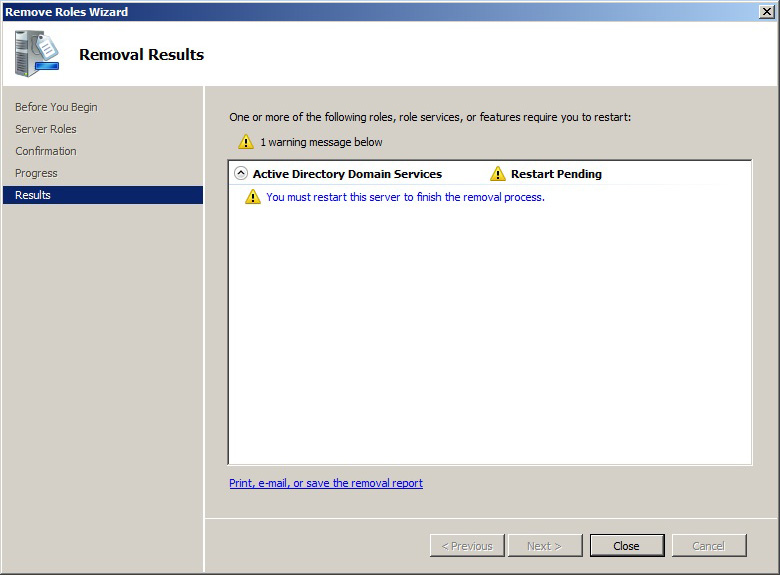 Remove Roles Wizard
Removal Results
Before You Begin
Server Roles
Confirmation
Progress
Results
One or more of the following roles, role services, or features require you to restart:
1 warning message below
Active Directory Domain Services Restart Pending
You must restart this server to finish the removal process.
Print, e-mail, or save the removal report
< Previous Next > Close Cancel